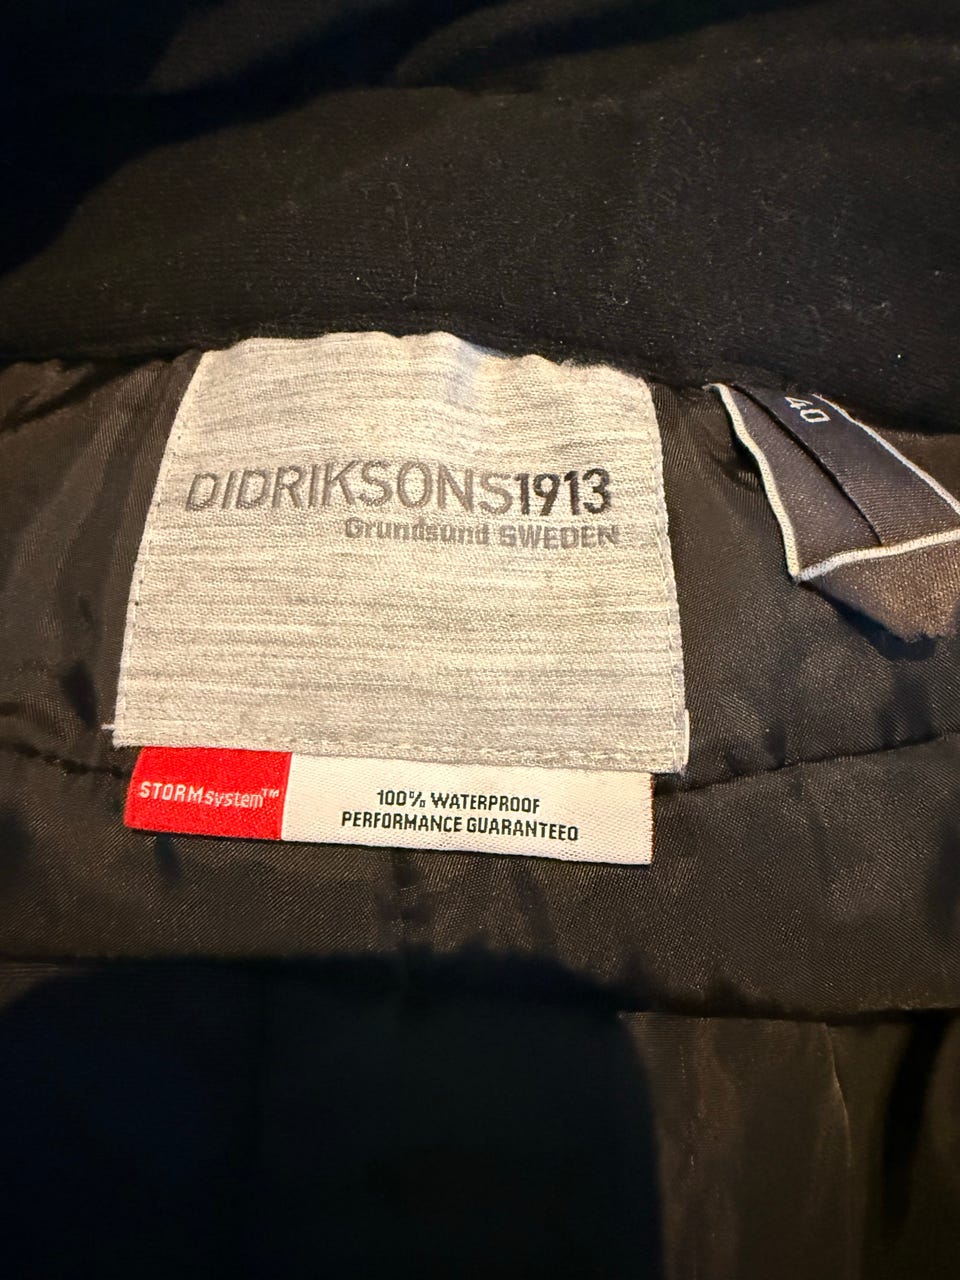 40
DIDRIKSONS1913
Grundsund SWEDEN
STORMsystem™
100% WATERPROOF
PERFORMANCE GUARANTEED